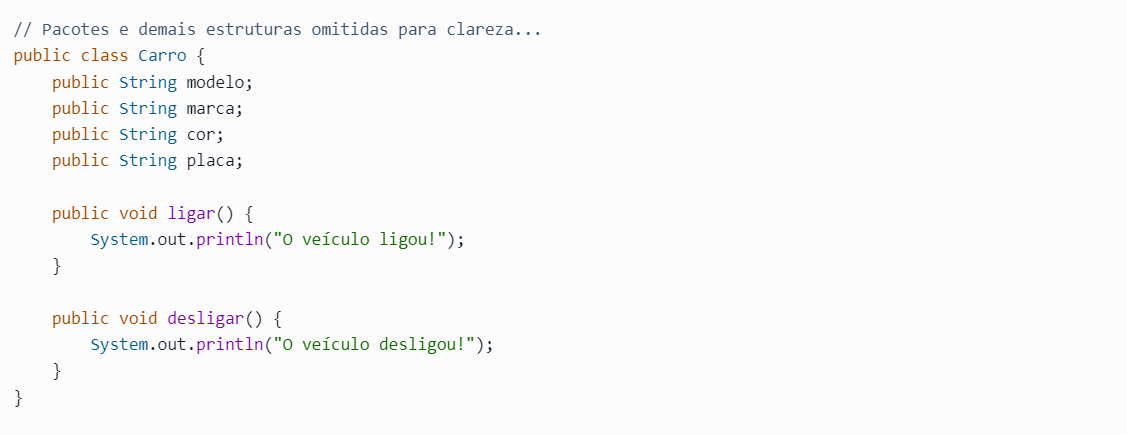 // Pacotes e demais estruturas omitidas para clareza...
public class Carro {
    public String modelo;
    public String marca;
    public String cor;
    public String placa;

    public void ligar() {
        System.out.println("O veículo ligou!");
    }

    public void desligar() {
        System.out.println("O veículo desligou!");
    }
}